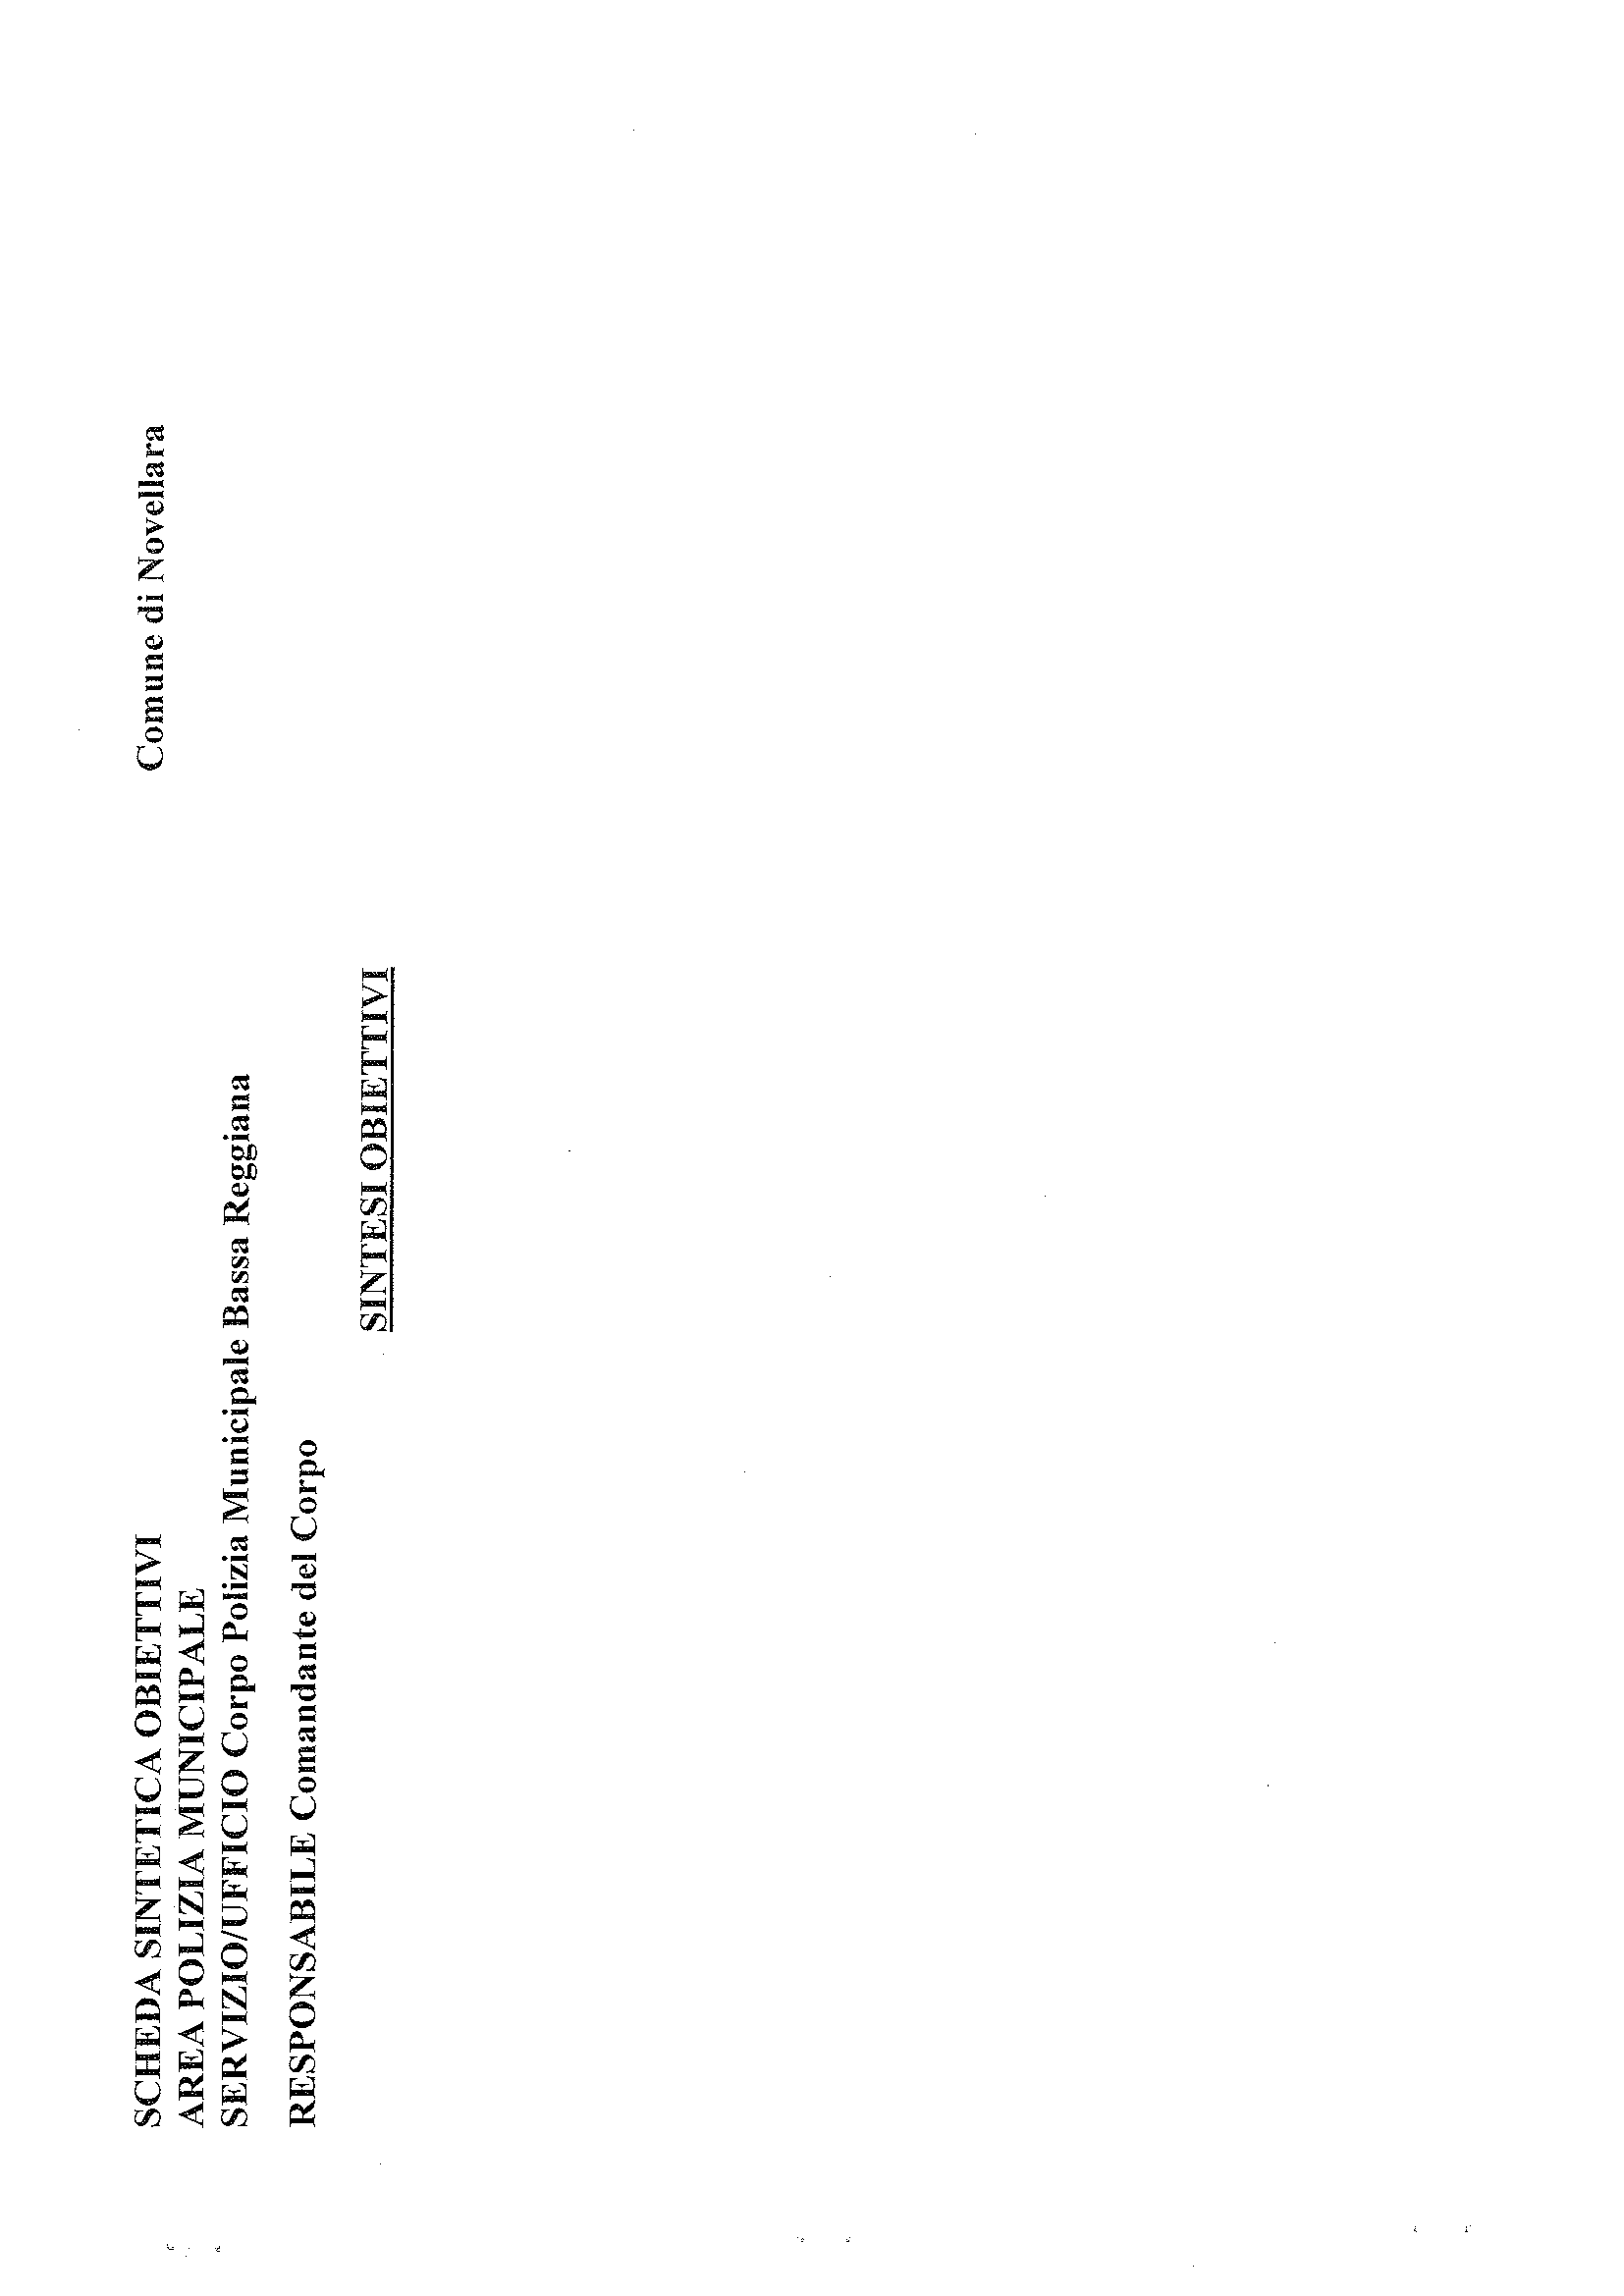 SCHEDA SINTETICA OBIETTIVI Comune di Novellara
AREA POLIZIA MUNICIPALE
SERVIZIO/UFFICIO Corpo Polizia Municipale Bassa Reggiana
RESPONSABILE Comandante del Corpo
SINTESI OBIETTIVI